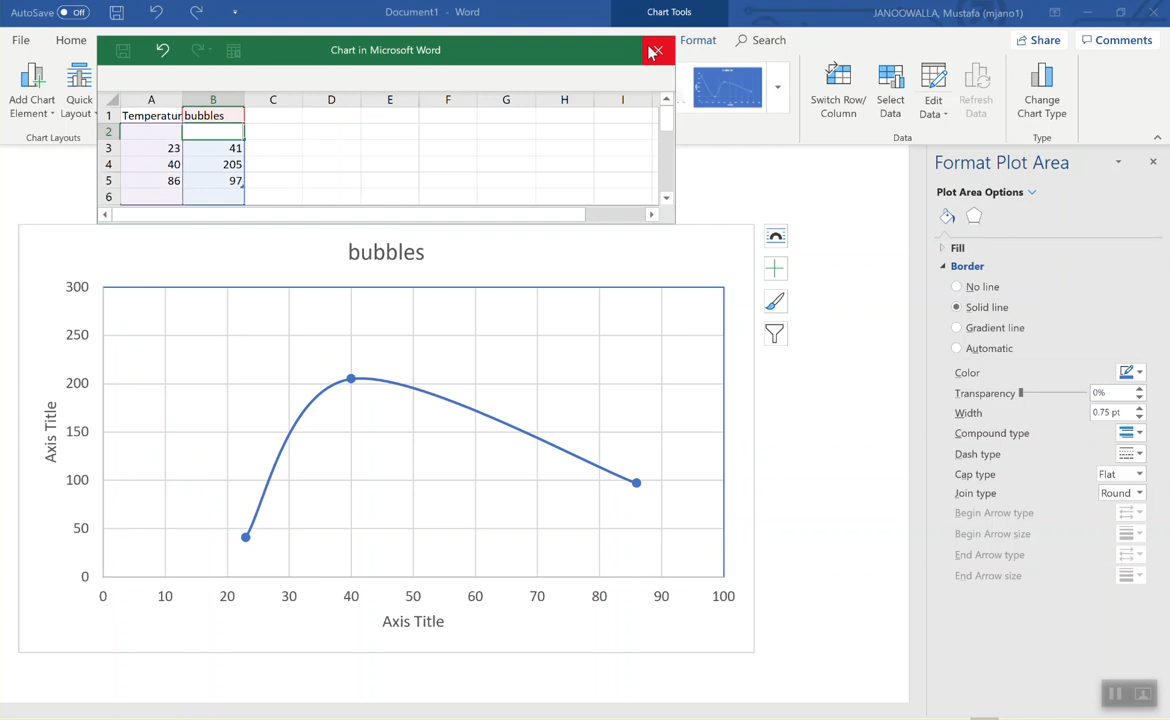 AutoSave Off Document1 - Word Chart Tools JANOOWALLA, Mustafa (mjano1)
File Home Format Search Share Comments
Chart in Microsoft Word
Add Chart Element
Quick Layout
Chart Layouts
Switch Row/ Column
Select Data
Edit Data
Refresh Data
Data
Change Chart Type
Type
A B C D E F G H I
1 Temperatur bubbles
2
3 23 41
4 40 205
5 86 97
6
bubbles
300
250
200
150
100
50
0
Axis Title
0 10 20 30 40 50 60 70 80 90 100
Axis Title
Format Plot Area
Plot Area Options
Fill
Border
No line
Solid line
Gradient line
Automatic
Color
Transparency 0%
Width 0.75 pt
Compound type
Dash type
Cap type Flat
Join type Round
Begin Arrow type
Begin Arrow size
End Arrow type
End Arrow size